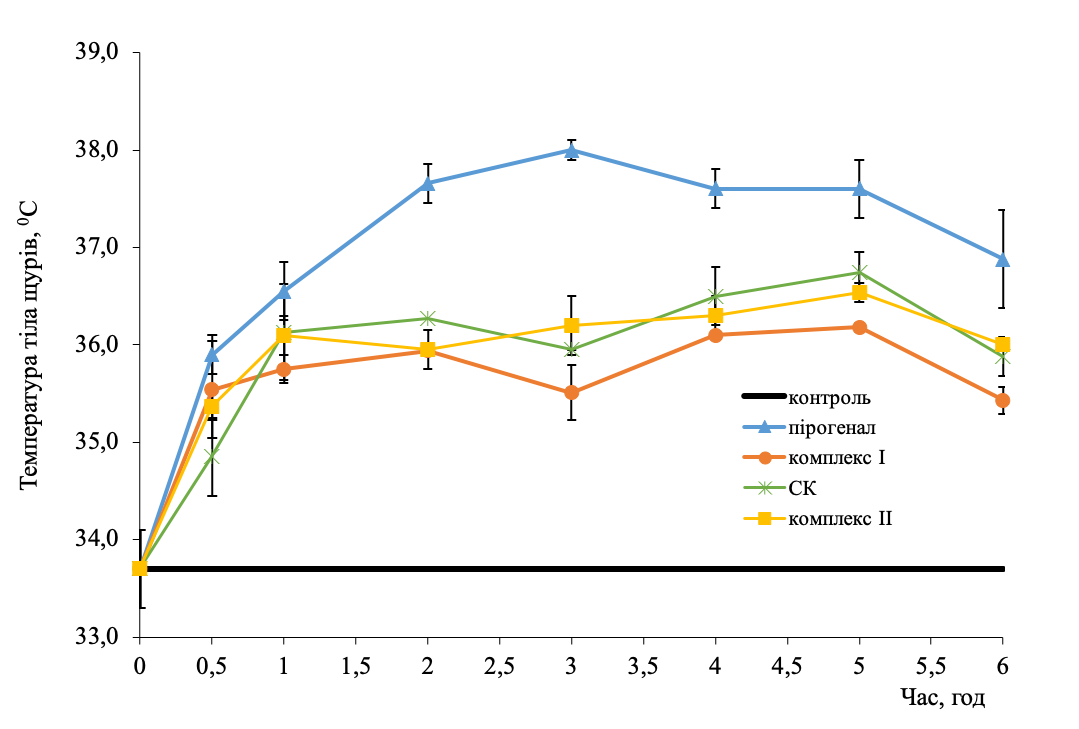 39,0
38,0
37,0
36,0
35,0
34,0
33,0
Температура тіла щурів, ⁰С
контроль
пірогенал
комплекс I
СК
комплекс II
0 0,5 1 1,5 2 2,5 3 3,5 4 4,5 5 5,5 6
Час, год